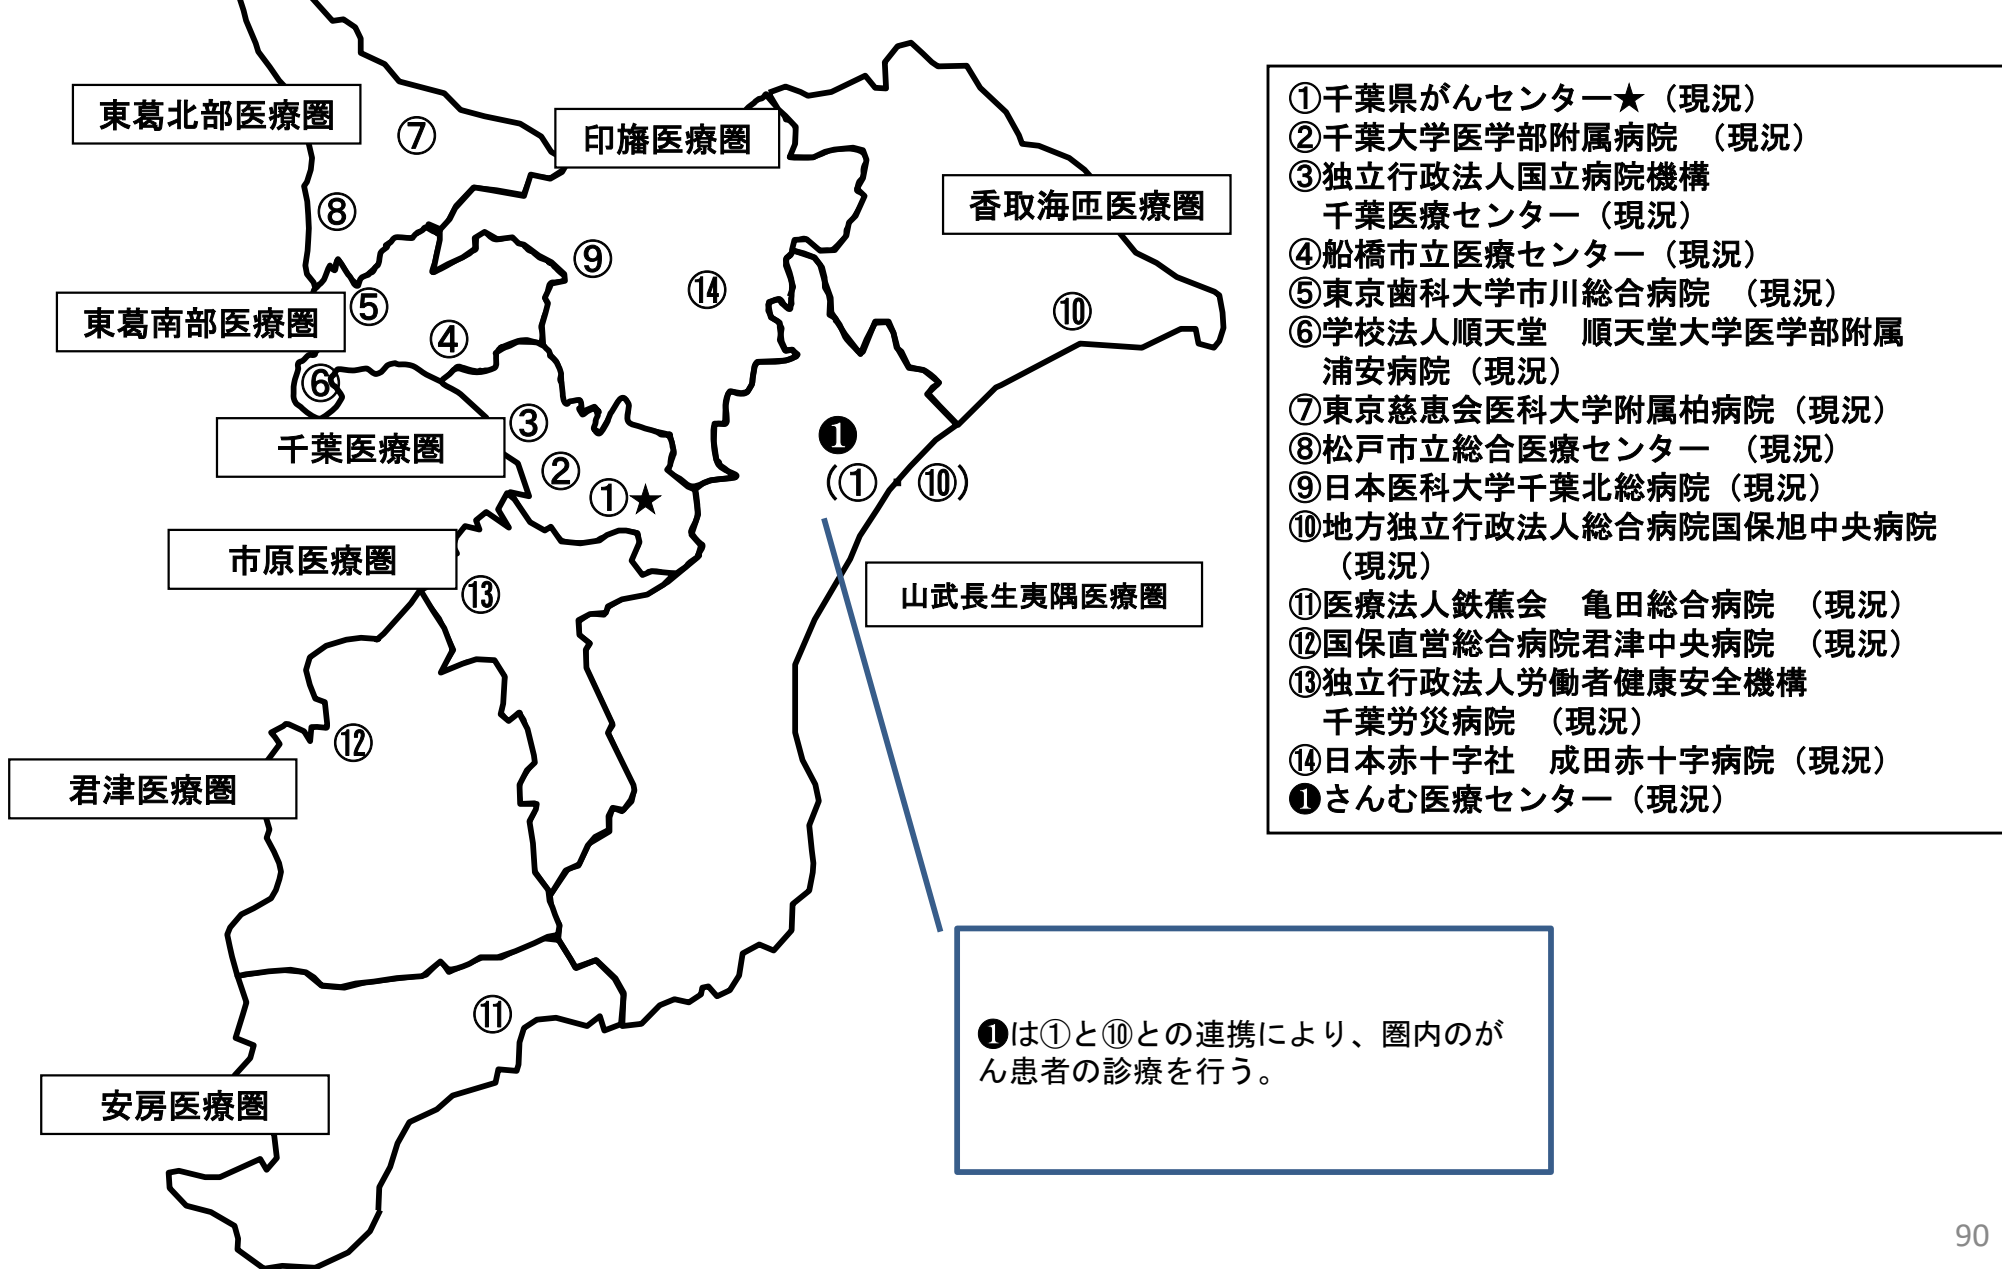 東葛北部医療圏
⑦
印旛医療圏
⑧
香取海匝医療圏
⑨
⑭
東葛南部医療圏
⑤
④
⑩
⑥
千葉医療圏
③
②
①★
❶
(①・⑩)
市原医療圏
⑬
山武長生夷隅医療圏
⑫
君津医療圏
⑪
安房医療圏
①千葉県がんセンター★（現況）
②千葉大学医学部附属病院　（現況）
③独立行政法人国立病院機構
千葉医療センター（現況）
④船橋市立医療センター（現況）
⑤東京歯科大学市川総合病院　（現況）
⑥学校法人順天堂　順天堂大学医学部附属
浦安病院（現況）
⑦東京慈恵会医科大学附属柏病院（現況）
⑧松戸市立総合医療センター　（現況）
⑨日本医科大学千葉北総病院（現況）
⑩地方独立行政法人総合病院国保旭中央病院
（現況）
⑪医療法人鉄蕉会　亀田総合病院　（現況）
⑫国保直営総合病院君津中央病院　（現況）
⑬独立行政法人労働者健康安全機構
千葉労災病院　（現況）
⑭日本赤十字社　成田赤十字病院（現況）
❶さんむ医療センター（現況）
❶は①と⑩との連携により、圏内のが
ん患者の診療を行う。
90